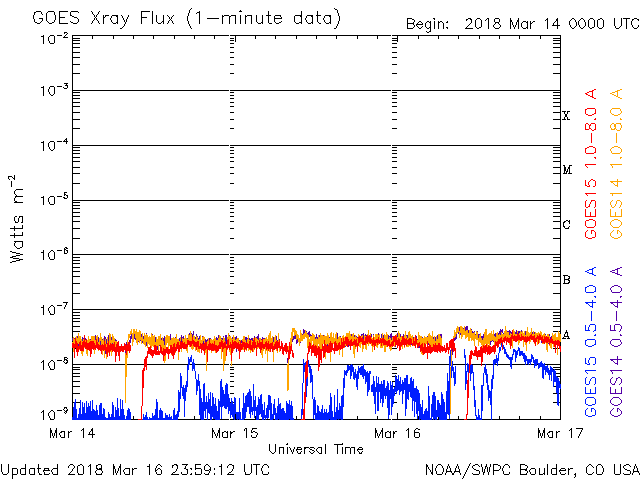 GOES Xray Flux (1-minute data)
Begin: 2018 Mar 14 0000 UTC
10⁻²
10⁻³
10⁻⁴
10⁻⁵
10⁻⁶
10⁻⁷
10⁻⁸
10⁻⁹
Watts m⁻²
X
M
C
B
A
GOES15 1.0-8.0 A
GOES14 1.0-8.0 A
GOES15 0.5-4.0 A
GOES14 0.5-4.0 A
Mar 14 Mar 15 Mar 16 Mar 17
Universal Time
Updated 2018 Mar 16 23:59:12 UTC
NOAA/SWPC Boulder, CO USA